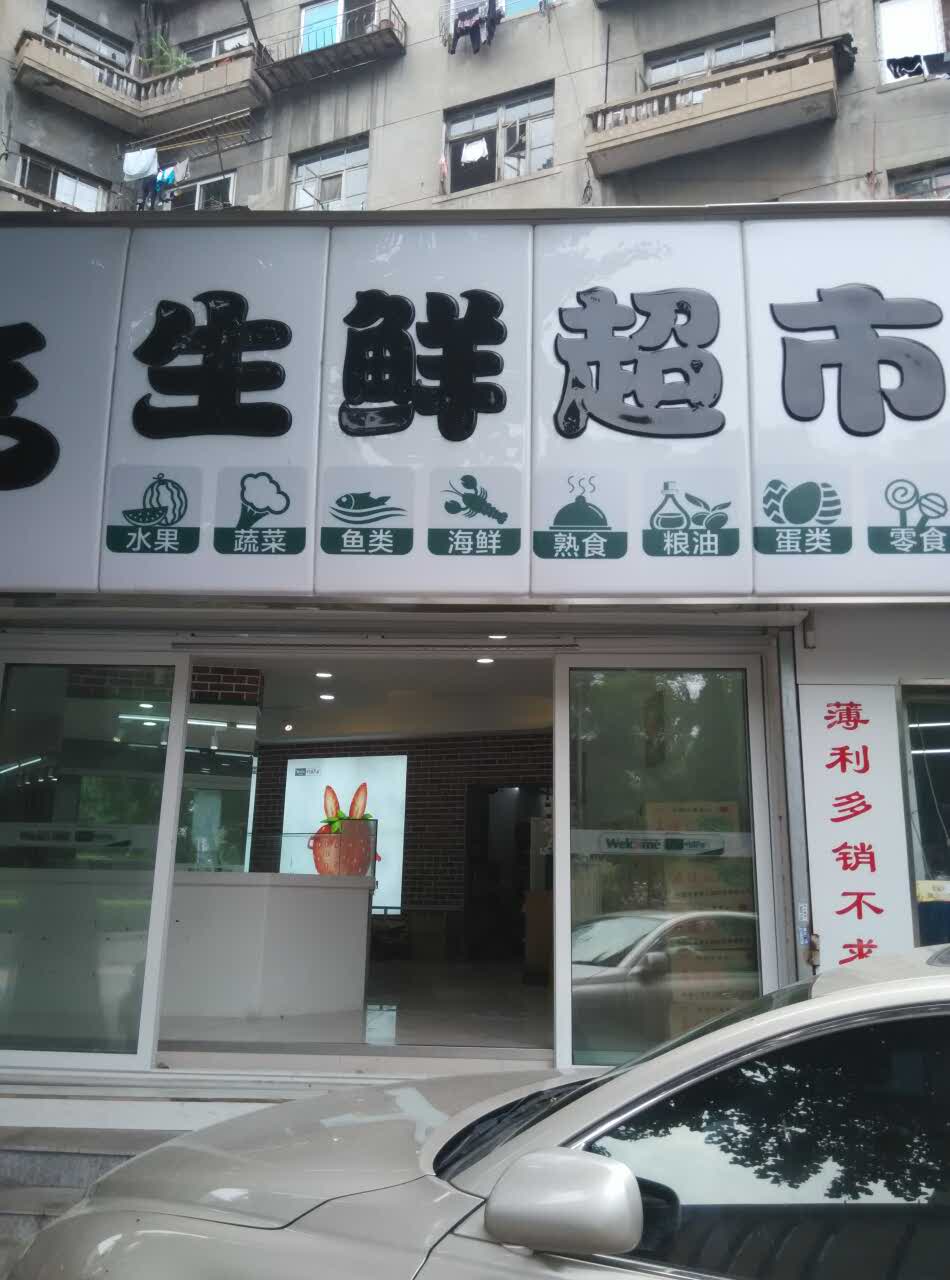 生鲜超市
水果 蔬菜 鱼类 海鲜 熟食 粮油 蛋类 零食
Welcome
薄利多销不求